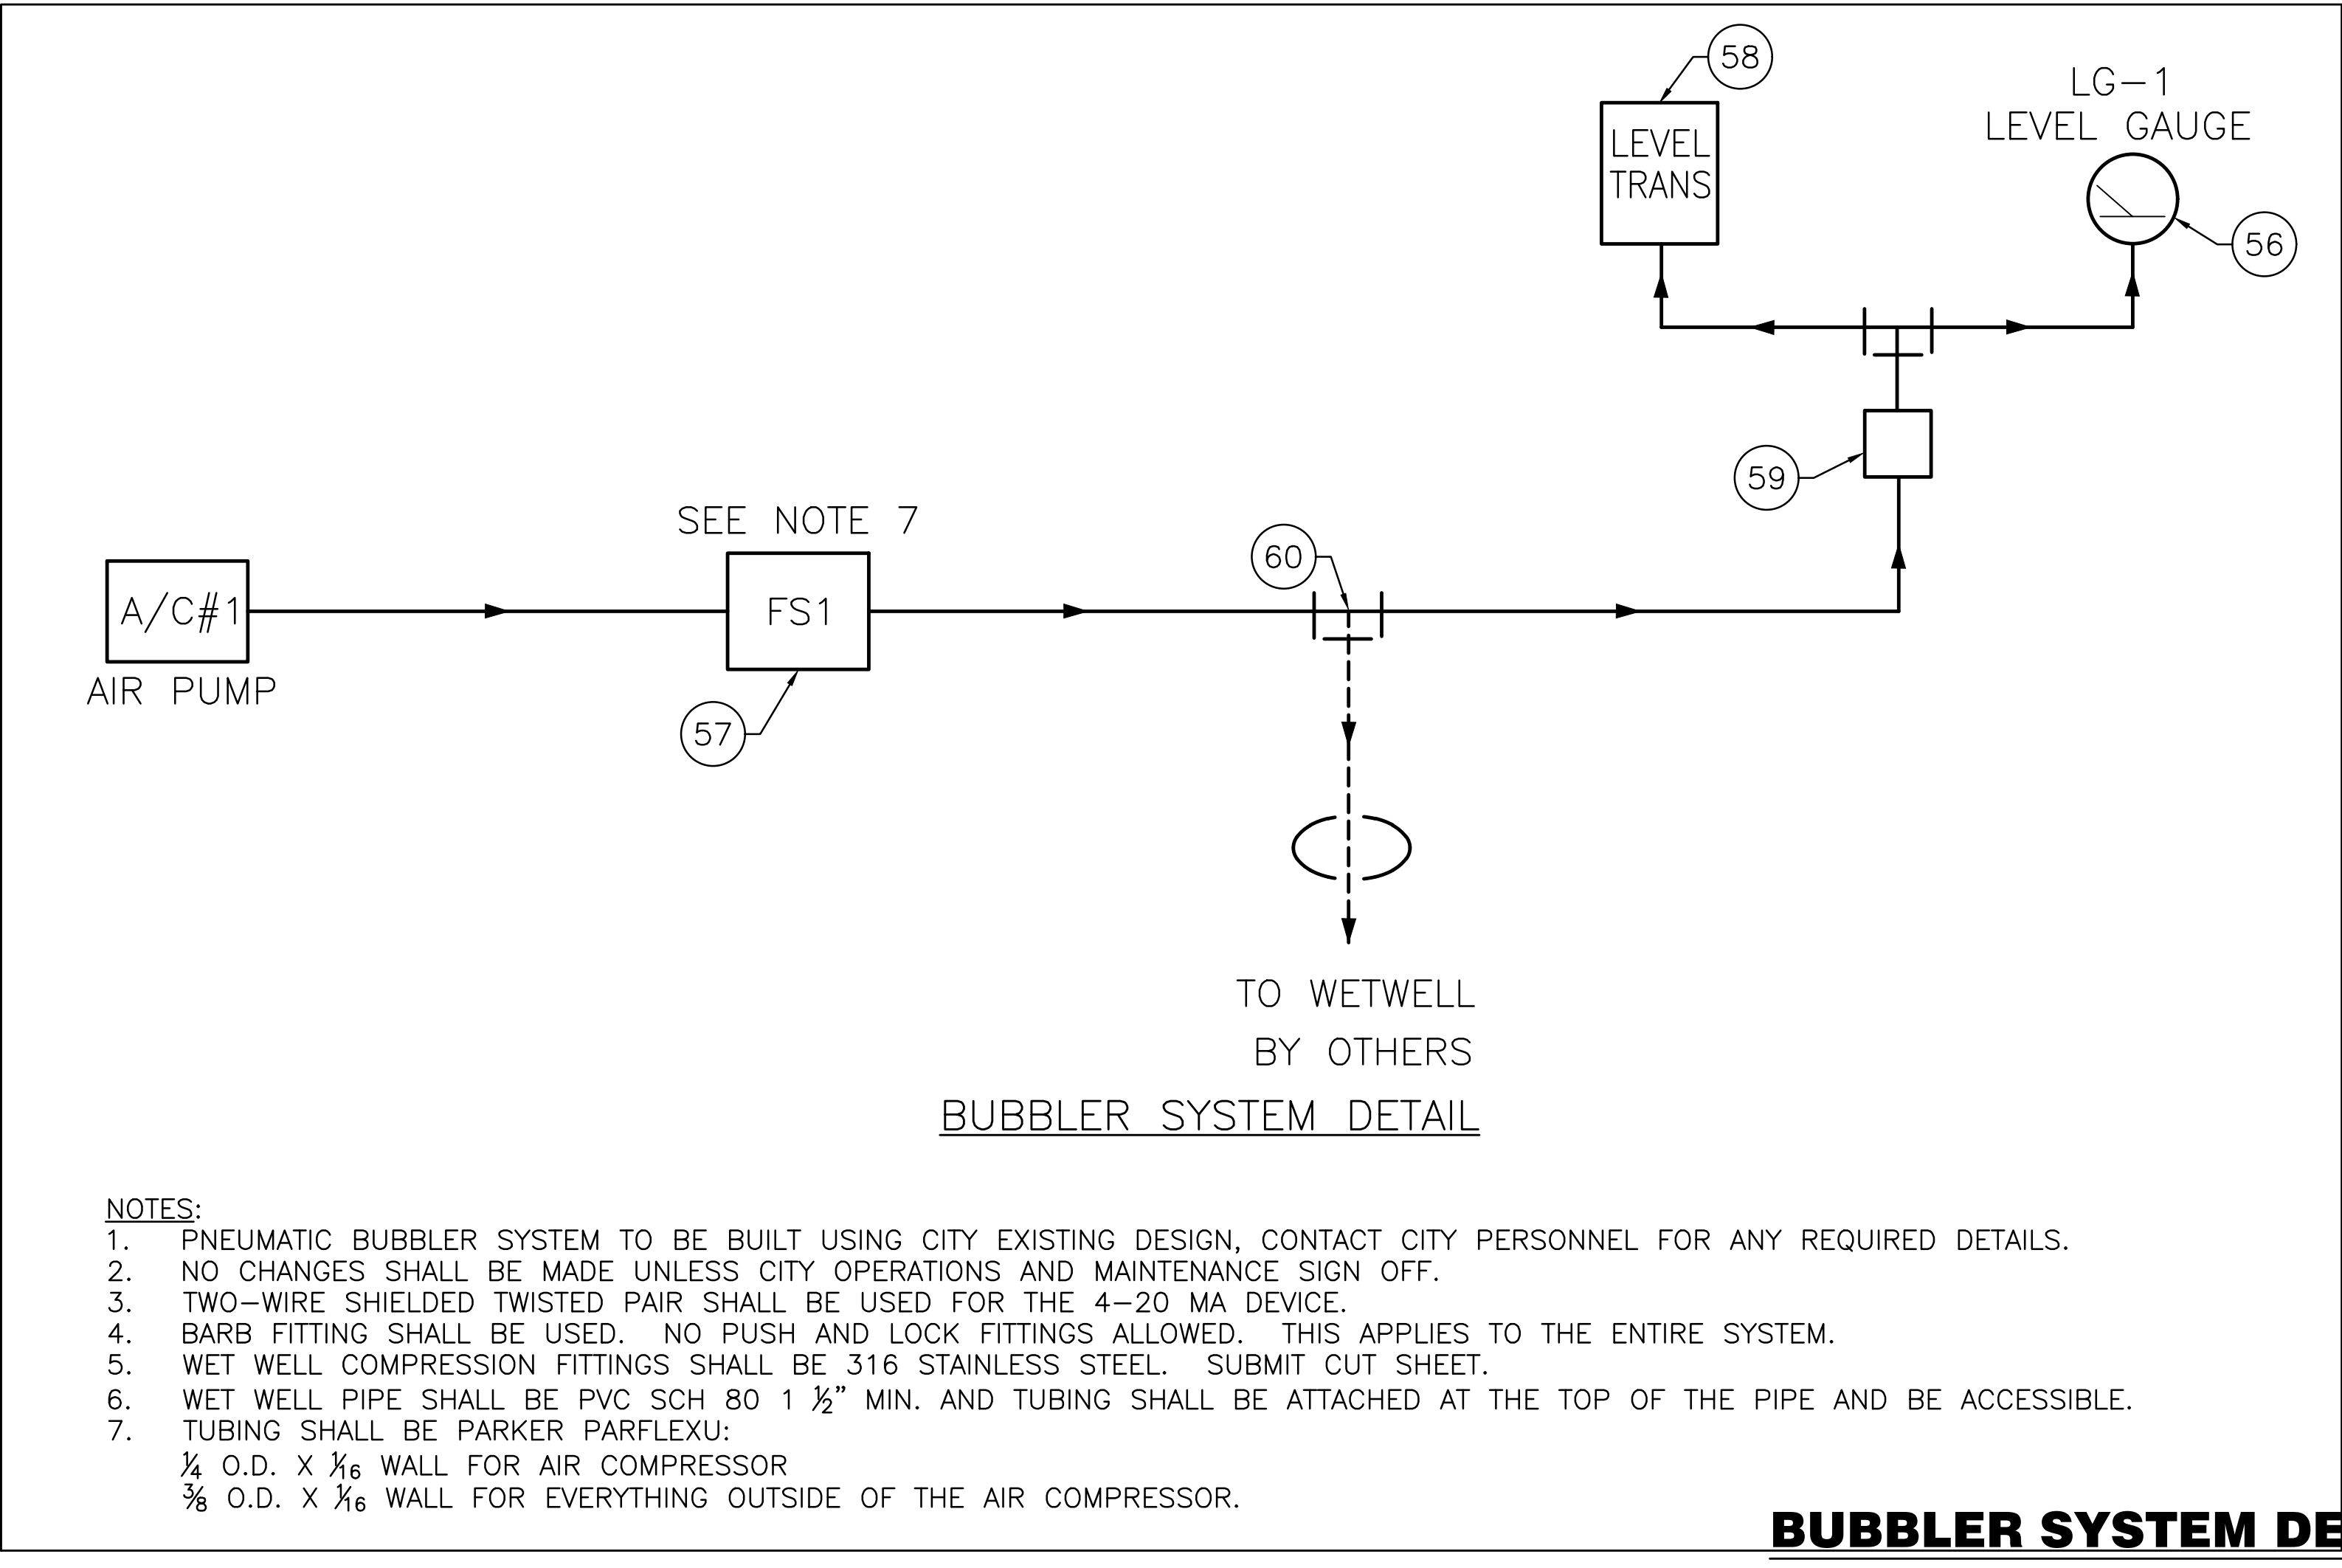 58
LG-1
LEVEL GAUGE
LEVEL
TRANS
56
59
SEE NOTE 7
60
A/C#1
FS1
AIR PUMP
57
TO WETWELL
BY OTHERS
BUBBLER SYSTEM DETAIL
NOTES:
1. PNEUMATIC BUBBLER SYSTEM TO BE BUILT USING CITY EXISTING DESIGN, CONTACT CITY PERSONNEL FOR ANY REQUIRED DETAILS.
2. NO CHANGES SHALL BE MADE UNLESS CITY OPERATIONS AND MAINTENANCE SIGN OFF.
3. TWO-WIRE SHIELDED TWISTED PAIR SHALL BE USED FOR THE 4-20 MA DEVICE.
4. BARB FITTING SHALL BE USED. NO PUSH AND LOCK FITTINGS ALLOWED. THIS APPLIES TO THE ENTIRE SYSTEM.
5. WET WELL COMPRESSION FITTINGS SHALL BE 316 STAINLESS STEEL. SUBMIT CUT SHEET.
6. WET WELL PIPE SHALL BE PVC SCH 80 1 ½" MIN. AND TUBING SHALL BE ATTACHED AT THE TOP OF THE PIPE AND BE ACCESSIBLE.
7. TUBING SHALL BE PARKER PARFLEXU:
¼ O.D. X 1/16 WALL FOR AIR COMPRESSOR
⅜ O.D. X 1/16 WALL FOR EVERYTHING OUTSIDE OF THE AIR COMPRESSOR.
BUBBLER SYSTEM DE